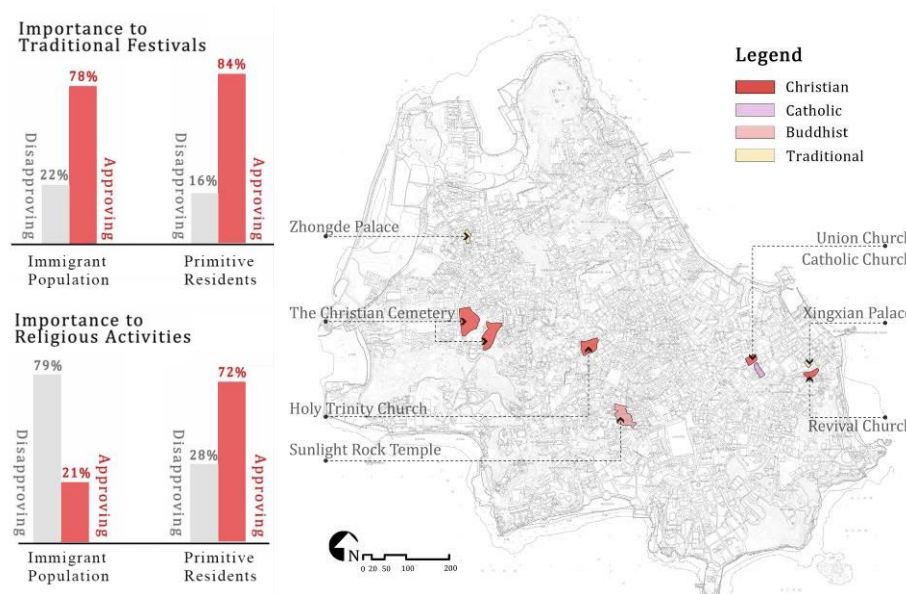 Importance to
Traditional Festivals
78%
84%
Disapproving
22%
Approving
Disapproving
16%
Approving
Immigrant
Population
Primitive
Residents
Importance to
Religious Activities
79%
72%
Disapproving
21%
Approving
Disapproving
28%
Approving
Immigrant
Population
Primitive
Residents
Legend
Christian
Catholic
Buddhist
Traditional
Zhongde Palace
The Christian Cemetery
Holy Trinity Church
Sunlight Rock Temple
Union Church
Catholic Church
Xingxian Palace
Revival Church
N
0 20 50 100 200